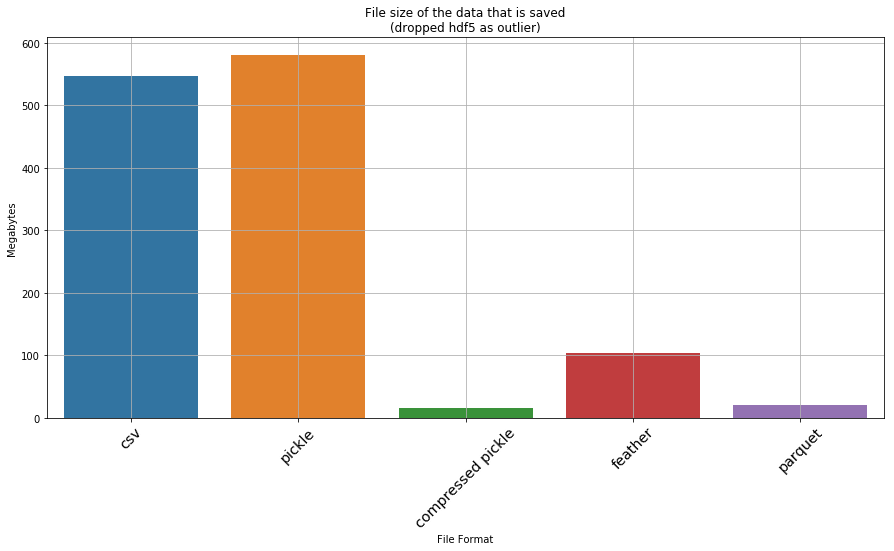 File size of the data that is saved
(dropped hdf5 as outlier)
600
500
400
300
200
100
0
Megabytes
csv
pickle
compressed pickle
feather
parquet
File Format